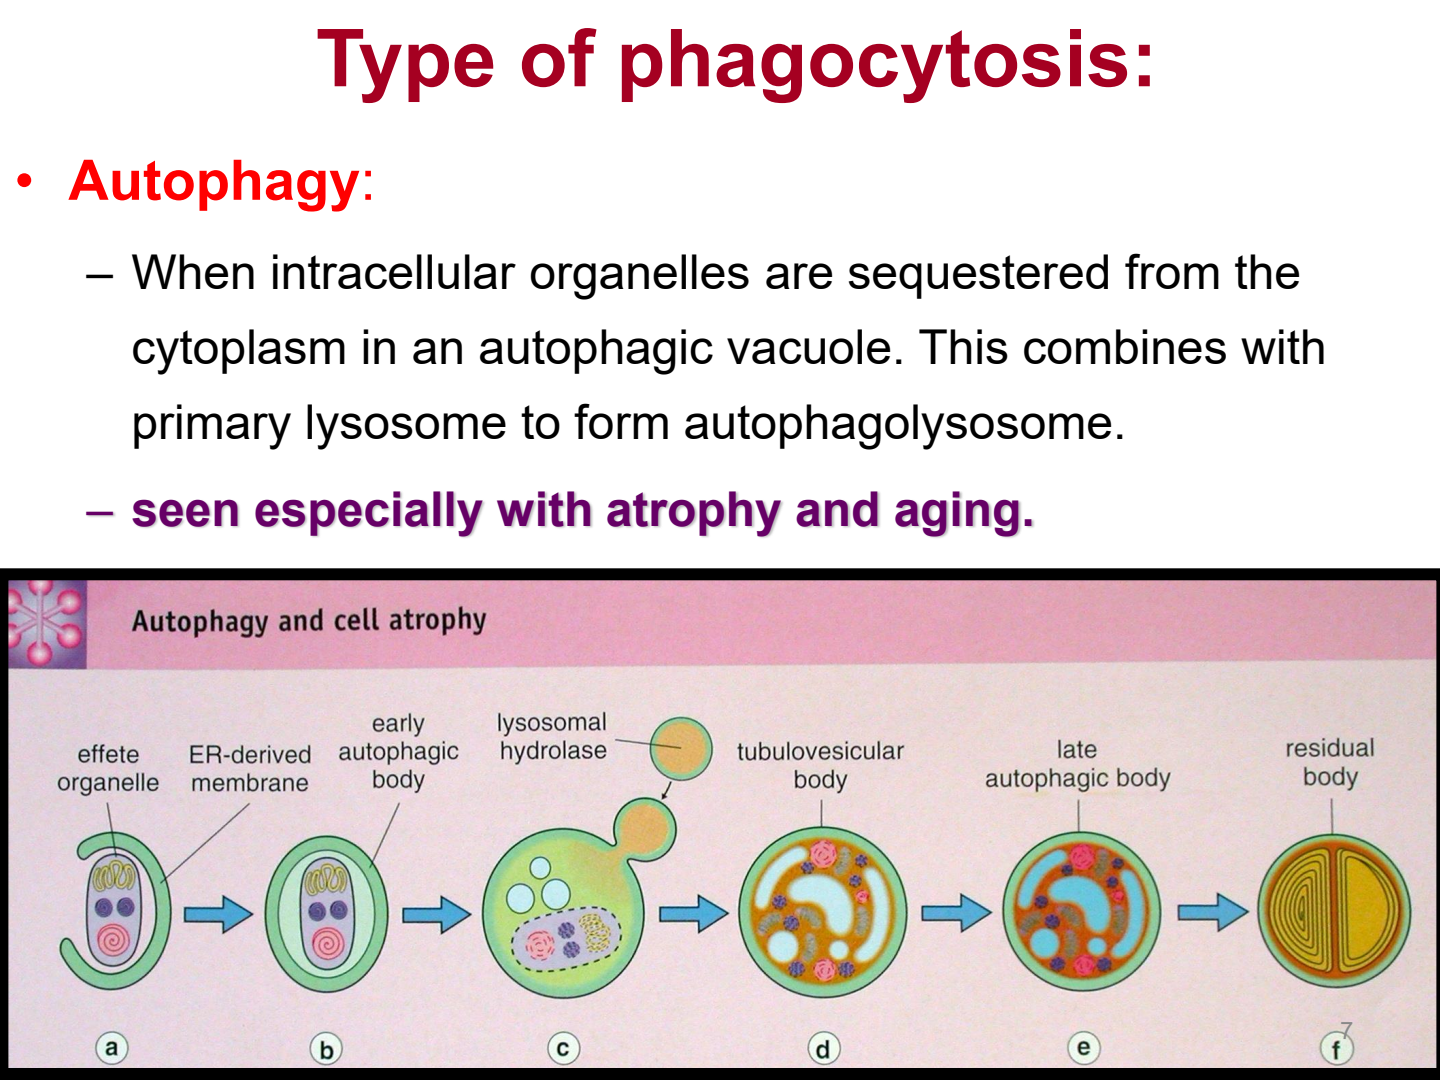 Type of phagocytosis:
• Autophagy:
– When intracellular organelles are sequestered from the
cytoplasm in an autophagic vacuole. This combines with
primary lysosome to form autophagolysosome.
– seen especially with atrophy and aging.
Autophagy and cell atrophy
effete
organelle
ER-derived
membrane
early
autophagic
body
lysosomal
hydrolase
tubulovesicular
body
late
autophagic body
residual
body
a
b
c
d
e
f
7